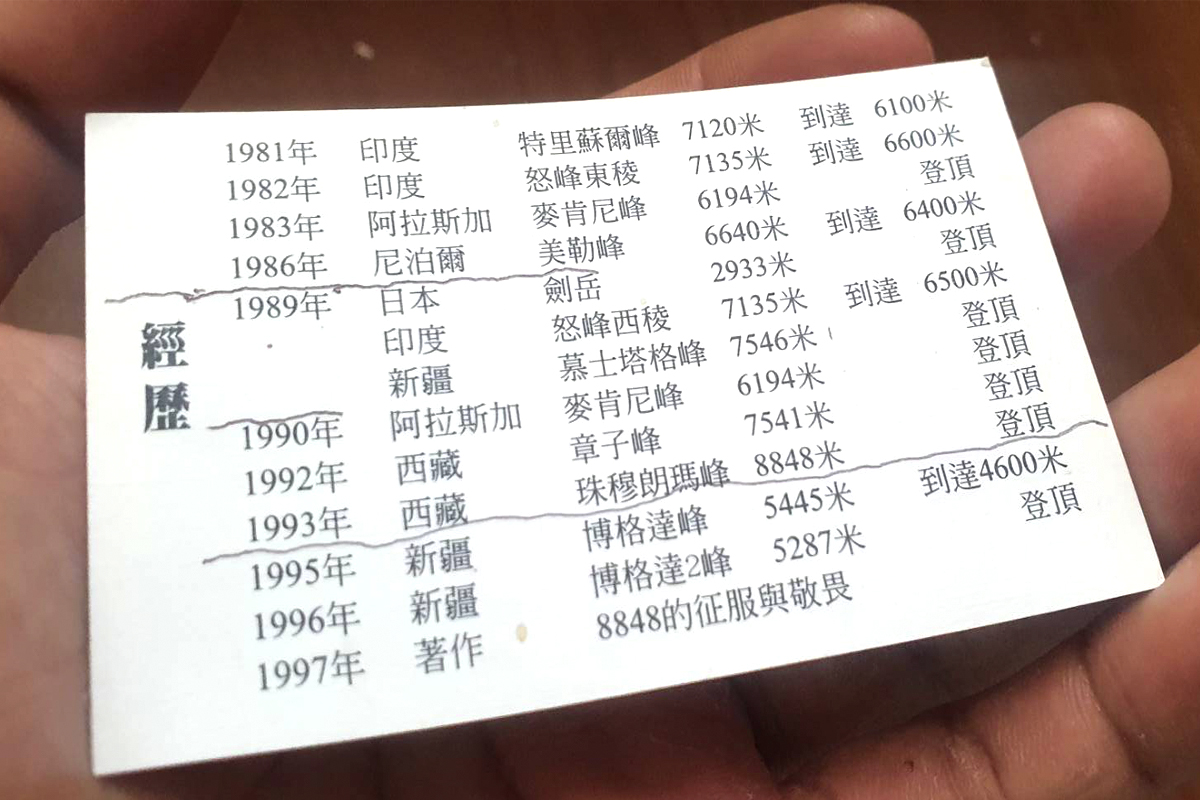 經歷
1981年 印度 特里蘇爾峰 7120米 到達 6100米
1982年 印度 怒峰東稜 7135米 到達 6600米
1983年 阿拉斯加 麥肯尼峰 6194米 登頂
1986年 尼泊爾 美勒峰 6640米 到達 6400米
1989年 日本 劍岳 2933米 登頂
印度 怒峰西稜 7135米 到達 6500米
新疆 慕士塔格峰 7546米 登頂
1990年 阿拉斯加 麥肯尼峰 6194米 登頂
1992年 西藏 章子峰 7541米 登頂
1993年 西藏 珠穆朗瑪峰 8848米 登頂
1995年 新疆 博格達峰 5445米 到達4600米
1996年 新疆 博格達2峰 5287米 登頂
1997年 著作 8848的征服與敬畏